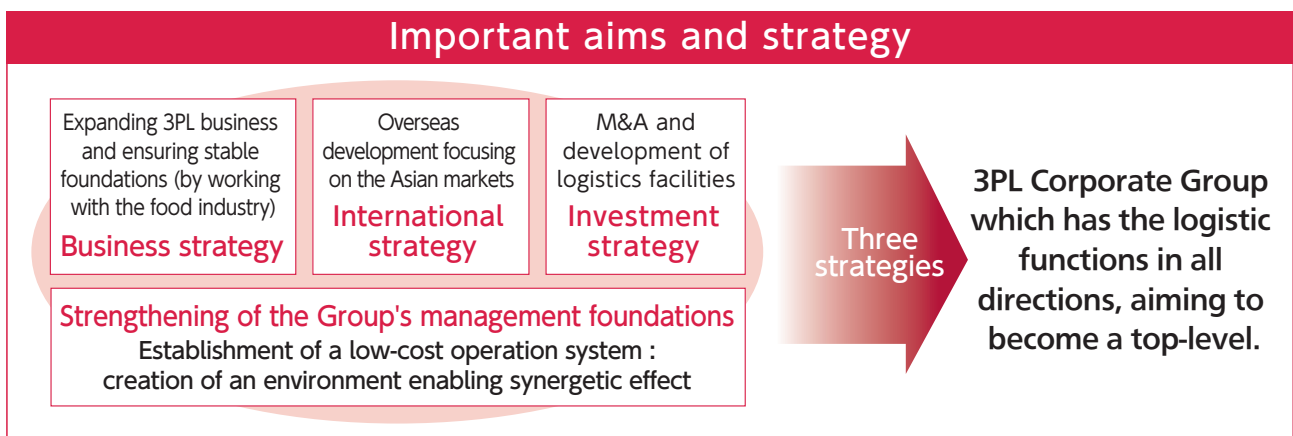 Important aims and strategy
Expanding 3PL business
and ensuring stable
foundations (by working
with the food industry)
Business strategy
Overseas
development focusing
on the Asian markets
International
strategy
M&A and
development of
logistics facilities
Investment
strategy
Strengthening of the Group's management foundations
Establishment of a low-cost operation system :
creation of an environment enabling synergetic effect
Three
strategies
3PL Corporate Group
which has the logistic
functions in all
directions, aiming to
become a top-level.